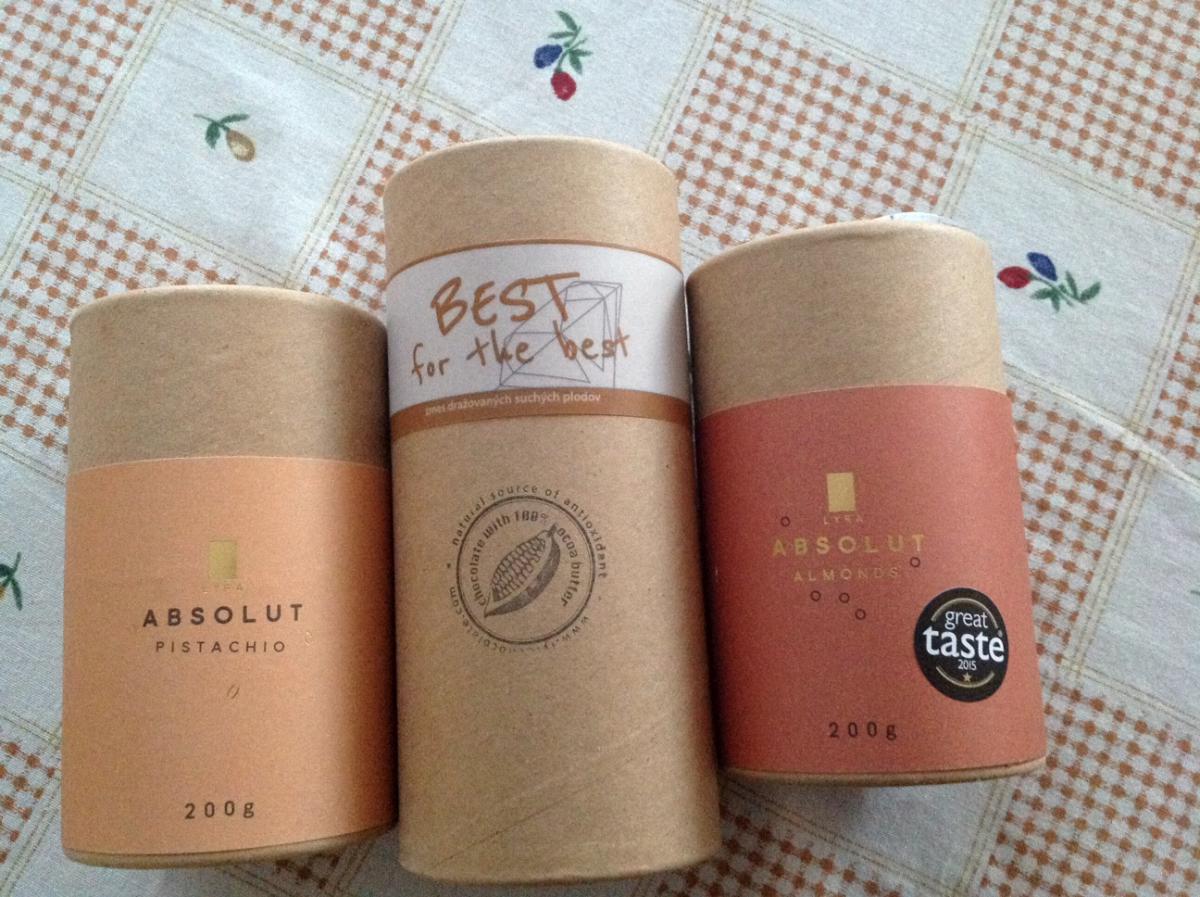 LYRA
ABSOLUT
PISTACHIO
200g
BEST
for the best
zmes dražovaných suchých plodov
natural source of antioxidant
chocolate with 100% cocoa butter
LYRA
ABSOLUT
ALMONDS
great
taste
2015
200g